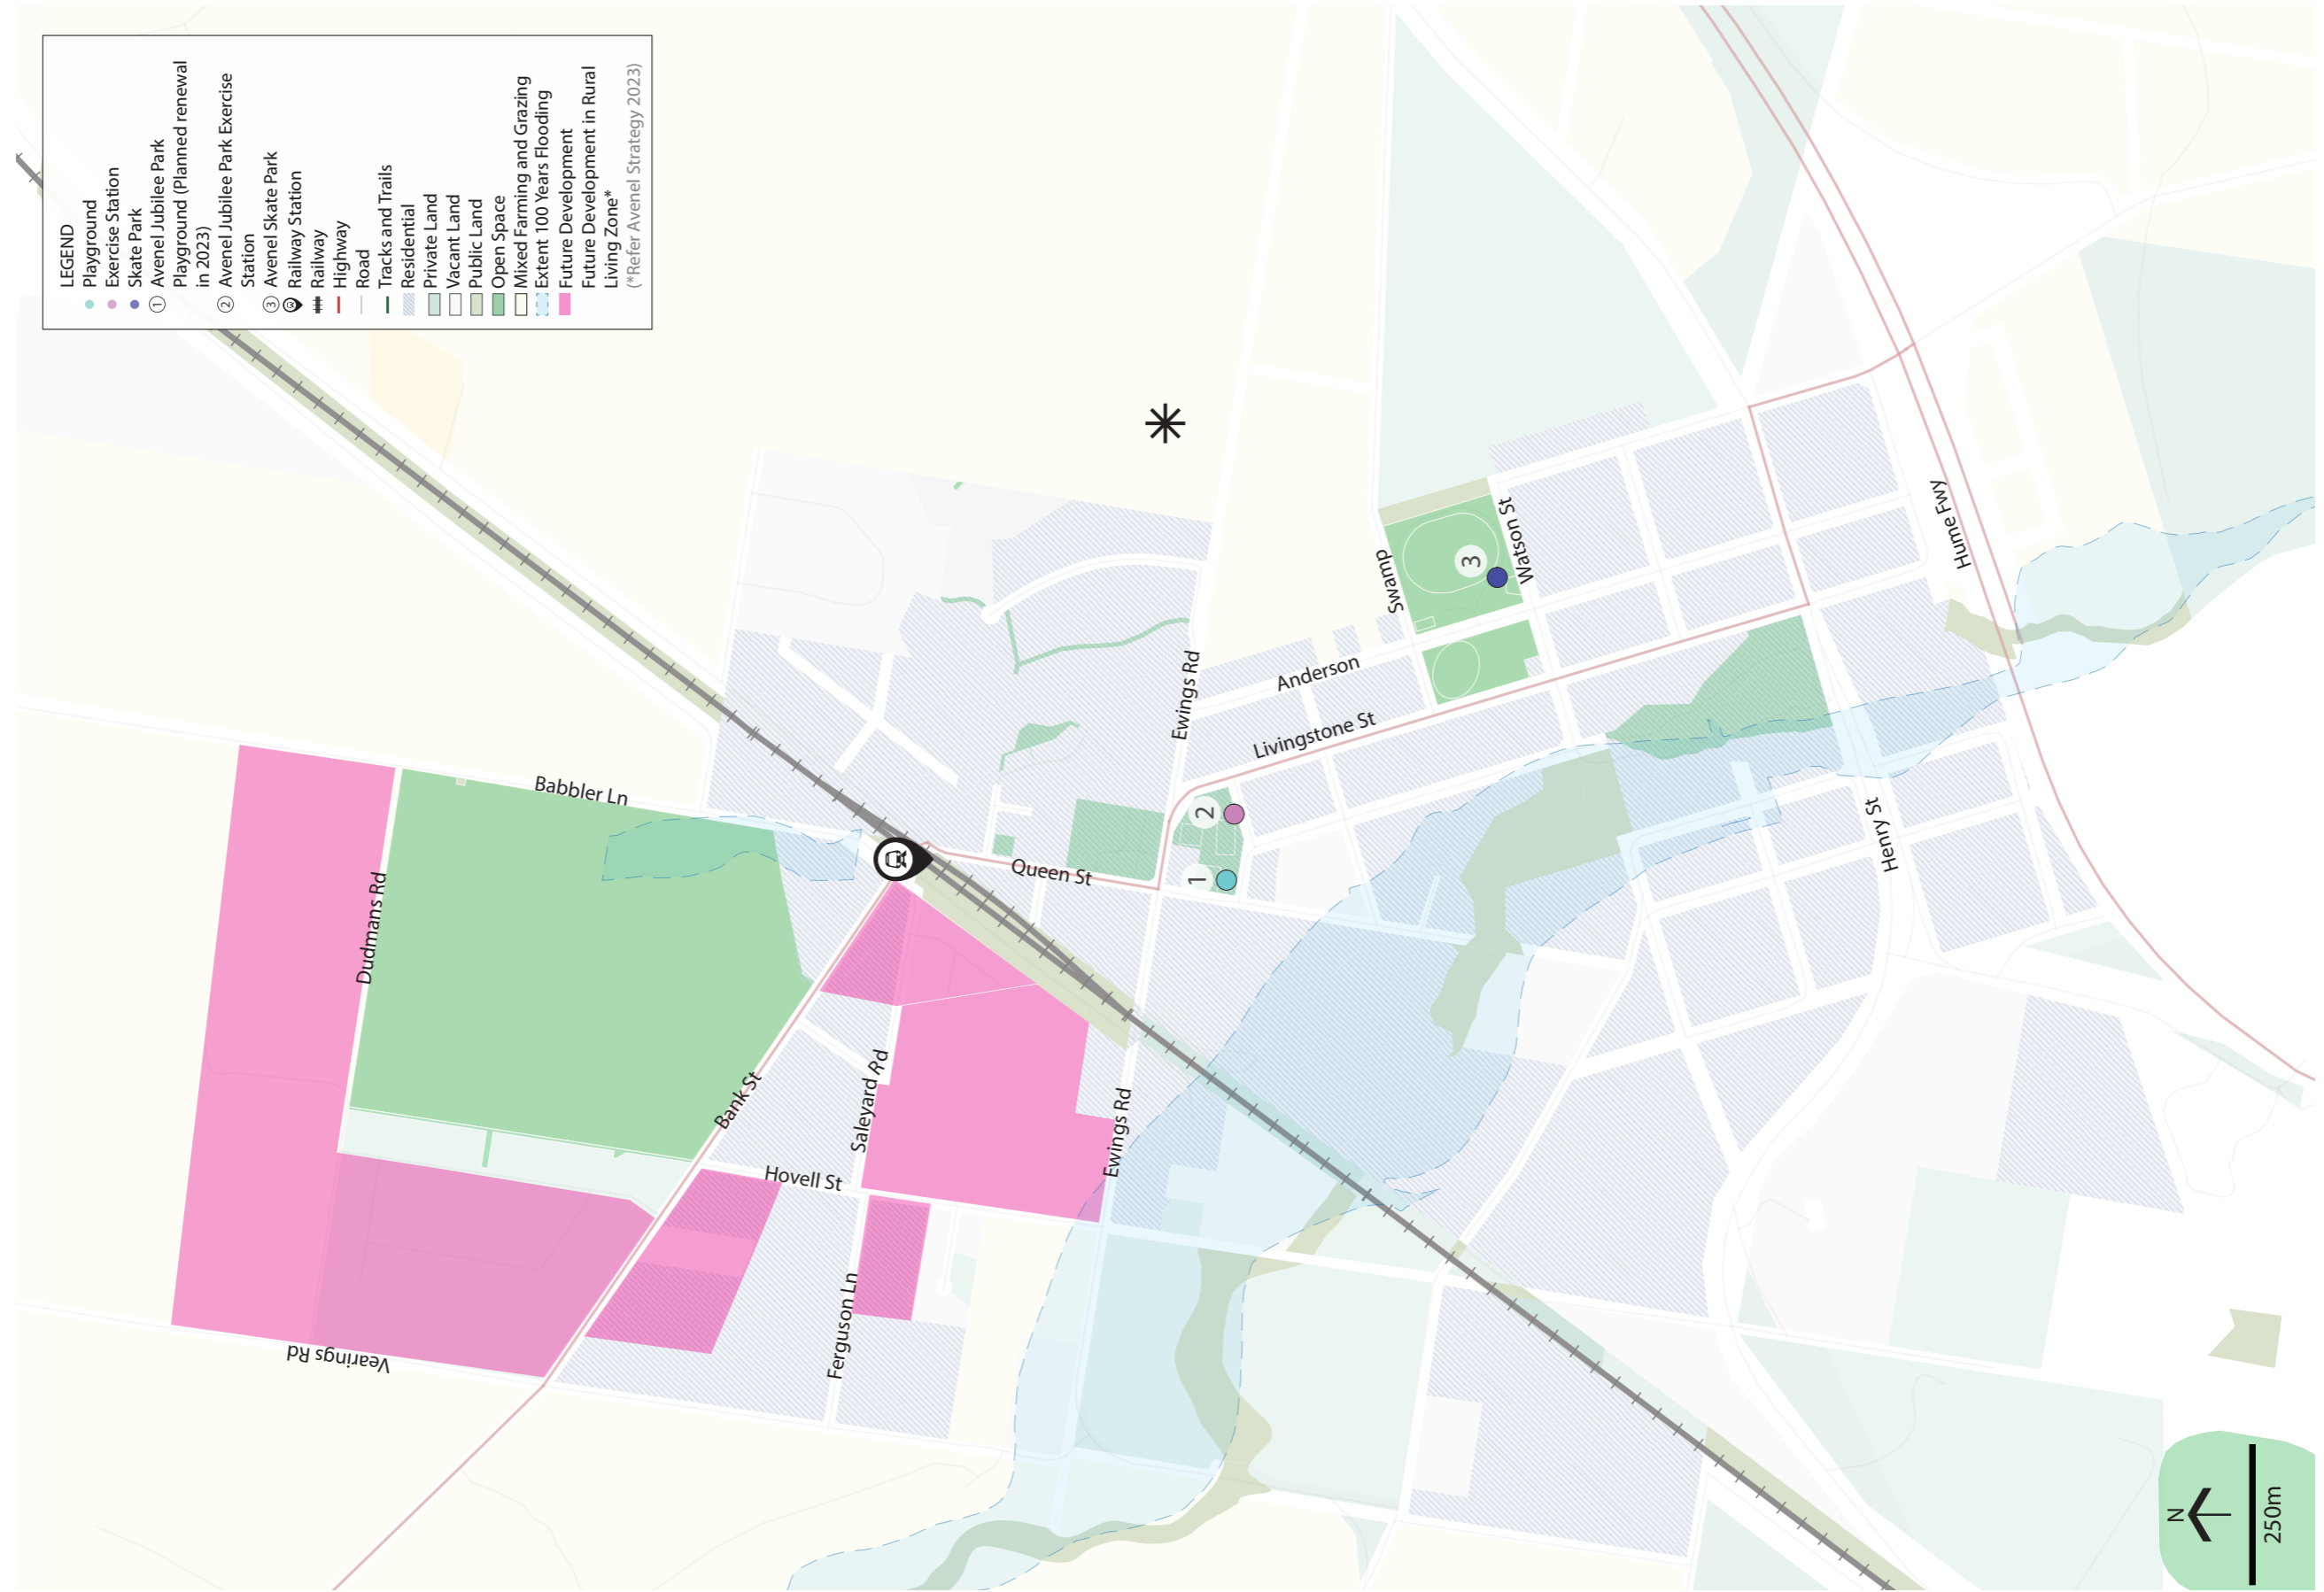 LEGEND
Playground
Exercise Station
Skate Park
1 Avenel Jubilee Park
Playground (Planned renewal
in 2023)
2 Avenel Jubilee Park Exercise
Station
3 Avenel Skate Park
Railway Station
Railway
Highway
Road
Tracks and Trails
Residential
Private Land
Vacant Land
Public Land
Open Space
Mixed Farming and Grazing
Extent 100 Years Flooding
Future Development
Future Development in Rural
Living Zone*
(*Refer Avenel Strategy 2023)
Vearings Rd
Dudmans Rd
Babbler Ln
Bank St
Hovell St
Saleyard Rd
Ferguson Ln
Queen St
Ewings Rd
Ewings Rd
1
2
Livingstone St
Anderson
Swamp
3
Watson St
Henry St
Hume Fwy
N
250m